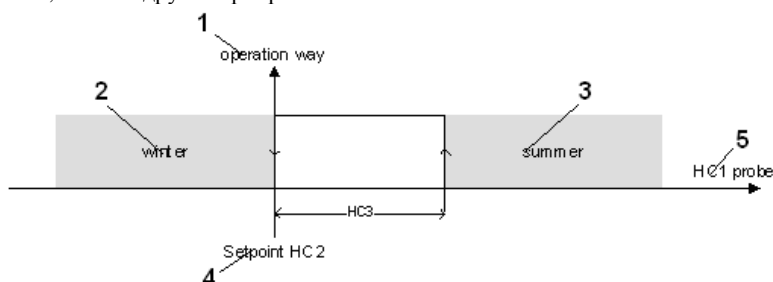 1
operation way
2
3
winter
summer
5
HC1 probe
HC3
Setpoint HC2
4